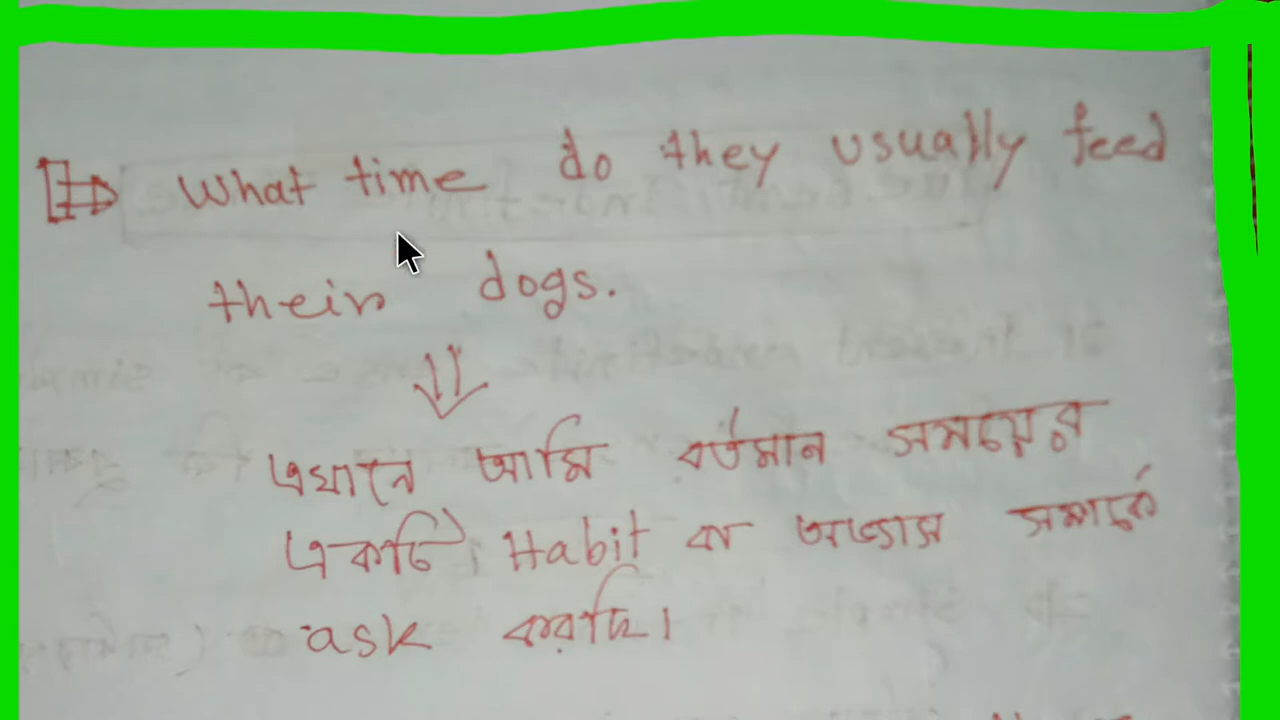 What time do they usually feed
their dogs.
এখানে আমি বর্তমান সময়ের
একটি Habit বা অভ্যাস সম্পর্কে
ask করছি।